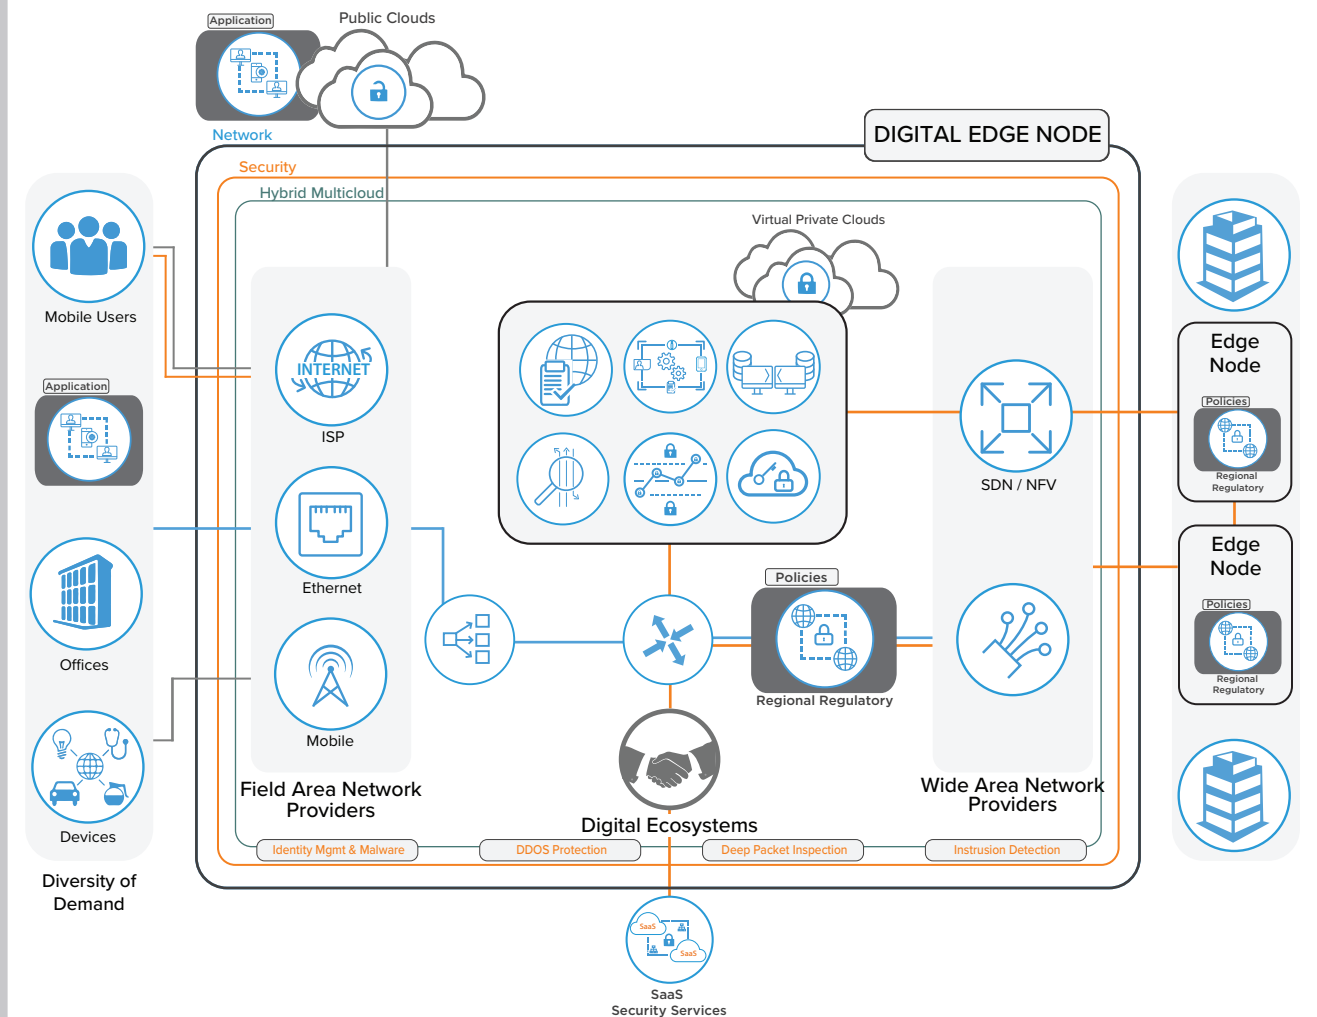 Application
Public Clouds
Network
DIGITAL EDGE NODE
Security
Hybrid Multicloud
Virtual Private Clouds
Mobile Users
Application
Offices
Devices
Diversity of
Demand
INTERNET
ISP
Ethernet
Mobile
Field Area Network
Providers
Policies
Regional Regulatory
Digital Ecosystems
SDN / NFV
Wide Area Network
Providers
Edge
Node
Policies
Regional
Regulatory
Edge
Node
Policies
Regional
Regulatory
Identity Mgmt & Malware
DDOS Protection
Deep Packet Inspection
Instrusion Detection
SaaS
SaaS
SaaS
Security Services